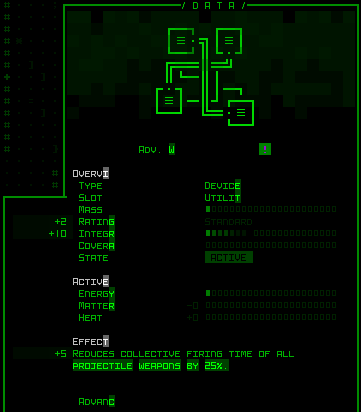 / D A T A /
ADV. W
OVERVI
TYPE DEVICE
SLOT UTILIT
MASS
+2 RATING STANDARD
+10 INTEGR
COVERA
STATE ACTIVE
ACTIVE
ENERGY
MATTER -0
HEAT +0
EFFECT
+5 REDUCES COLLECTIVE FIRING TIME OF ALL
PROJECTILE WEAPONS BY 25%.
ADVANC